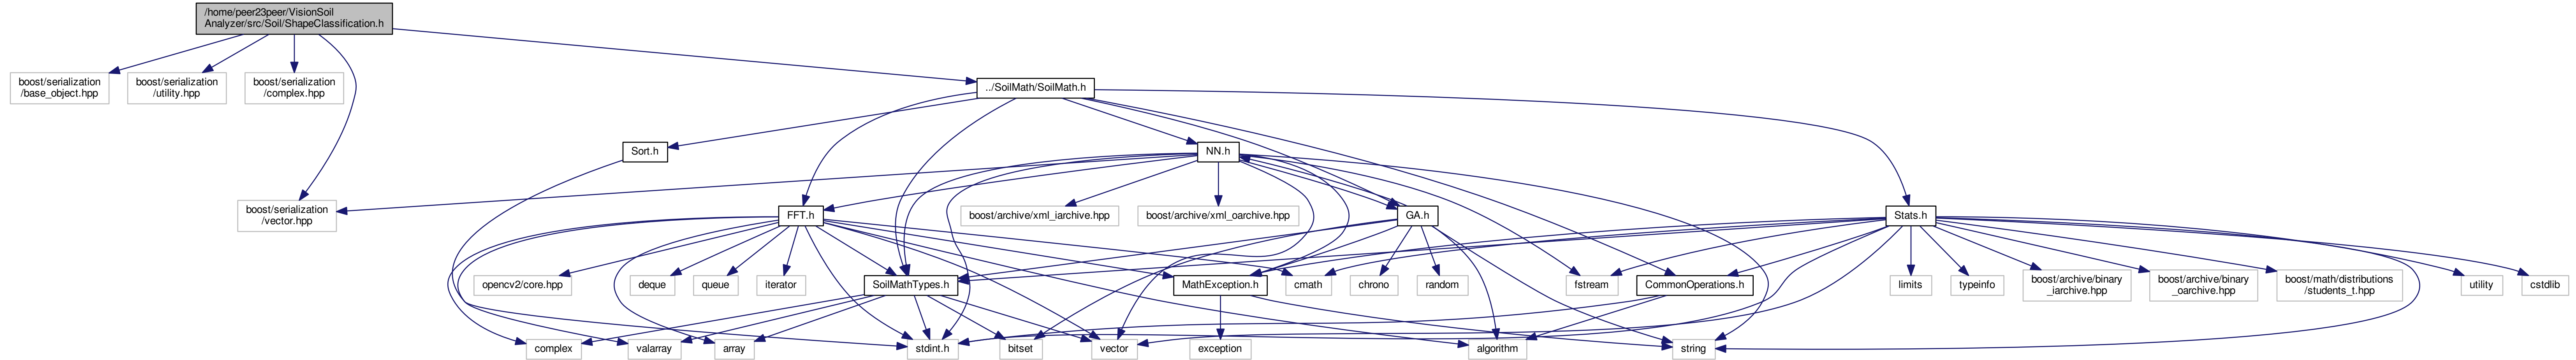 /home/peer23peer/VisionSoil
Analyzer/src/Soil/ShapeClassification.h
boost/serialization
/base_object.hpp
boost/serialization
/utility.hpp
boost/serialization
/complex.hpp
../SoilMath/SoilMath.h
Sort.h
NN.h
boost/serialization
/vector.hpp
FFT.h
boost/archive/xml_iarchive.hpp
boost/archive/xml_oarchive.hpp
GA.h
Stats.h
opencv2/core.hpp
deque
queue
iterator
SoilMathTypes.h
MathException.h
cmath
chrono
random
fstream
CommonOperations.h
limits
typeinfo
boost/archive/binary
_iarchive.hpp
boost/archive/binary
_oarchive.hpp
boost/math/distributions
/students_t.hpp
utility
cstdlib
complex
valarray
array
stdint.h
bitset
vector
exception
algorithm
string